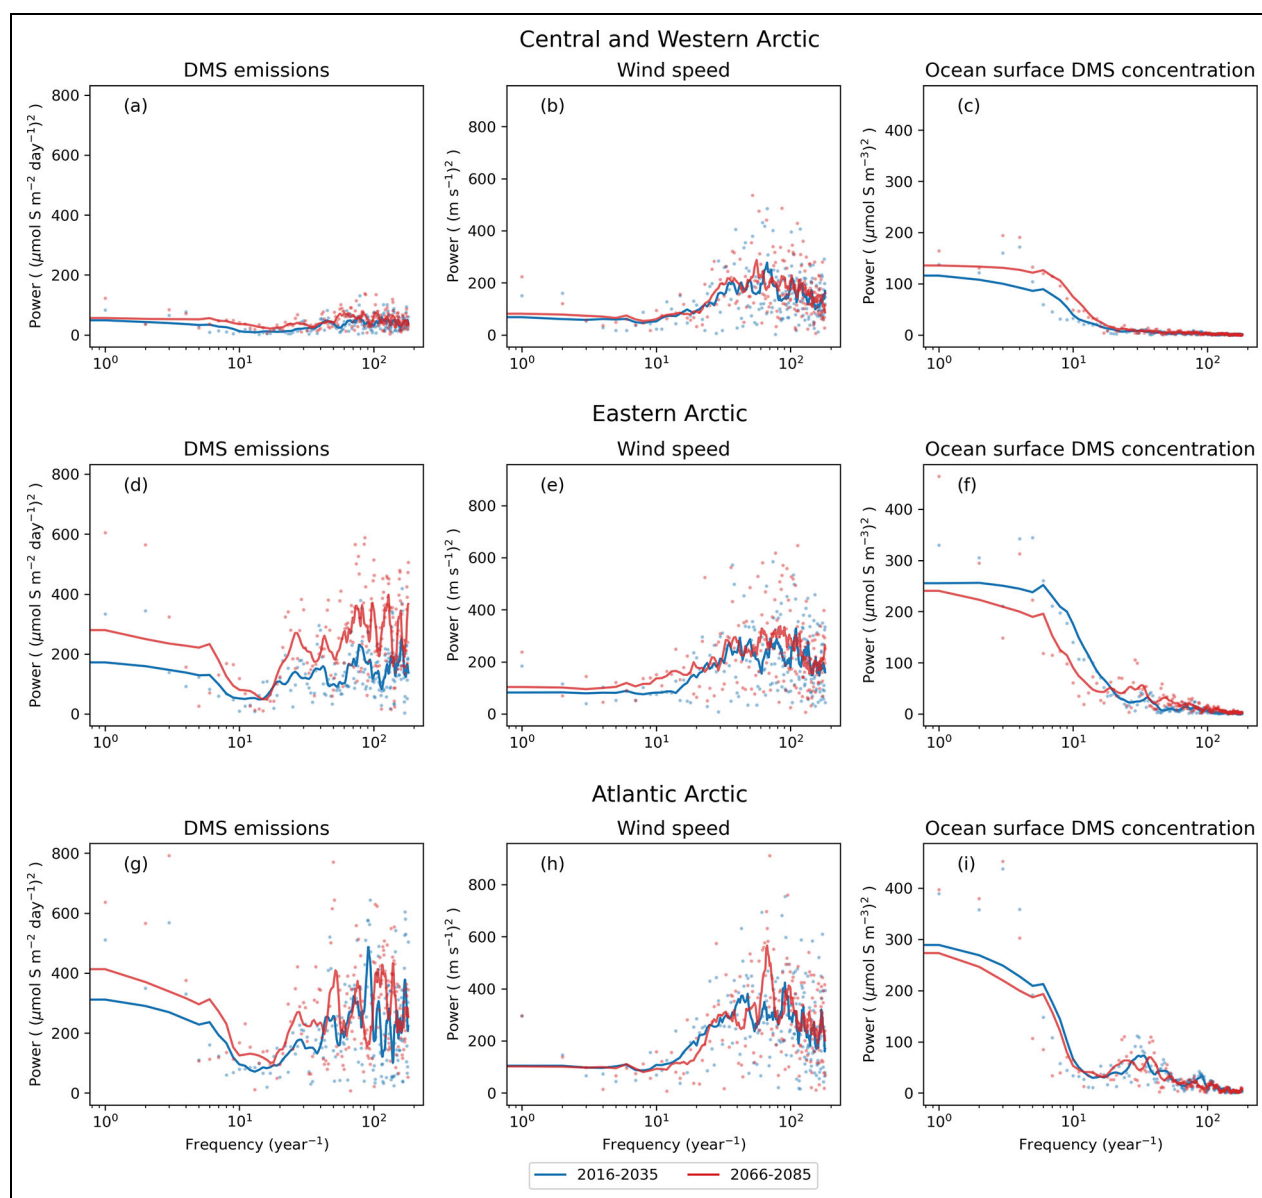 Central and Western Arctic
DMS emissions
Wind speed
Ocean surface DMS concentration
(a)
(b)
(c)
Power ( (μmol S m⁻² day⁻¹)² )
800
600
400
200
0
10⁰
10¹
10²
Power ( (m s⁻¹)² )
800
600
400
200
0
10⁰
10¹
10²
Power ( (μmol S m⁻³)² )
400
300
200
100
0
10⁰
10¹
10²
Eastern Arctic
DMS emissions
Wind speed
Ocean surface DMS concentration
(d)
(e)
(f)
Power ( (μmol S m⁻² day⁻¹)² )
800
600
400
200
0
10⁰
10¹
10²
Power ( (m s⁻¹)² )
800
600
400
200
0
10⁰
10¹
10²
Power ( (μmol S m⁻³)² )
400
300
200
100
0
10⁰
10¹
10²
Atlantic Arctic
DMS emissions
Wind speed
Ocean surface DMS concentration
(g)
(h)
(i)
Power ( (μmol S m⁻² day⁻¹)² )
800
600
400
200
0
10⁰
10¹
10²
Frequency (year⁻¹)
Power ( (m s⁻¹)² )
800
600
400
200
0
10⁰
10¹
10²
Frequency (year⁻¹)
Power ( (μmol S m⁻³)² )
400
300
200
100
0
10⁰
10¹
10²
Frequency (year⁻¹)
2016-2035
2066-2085